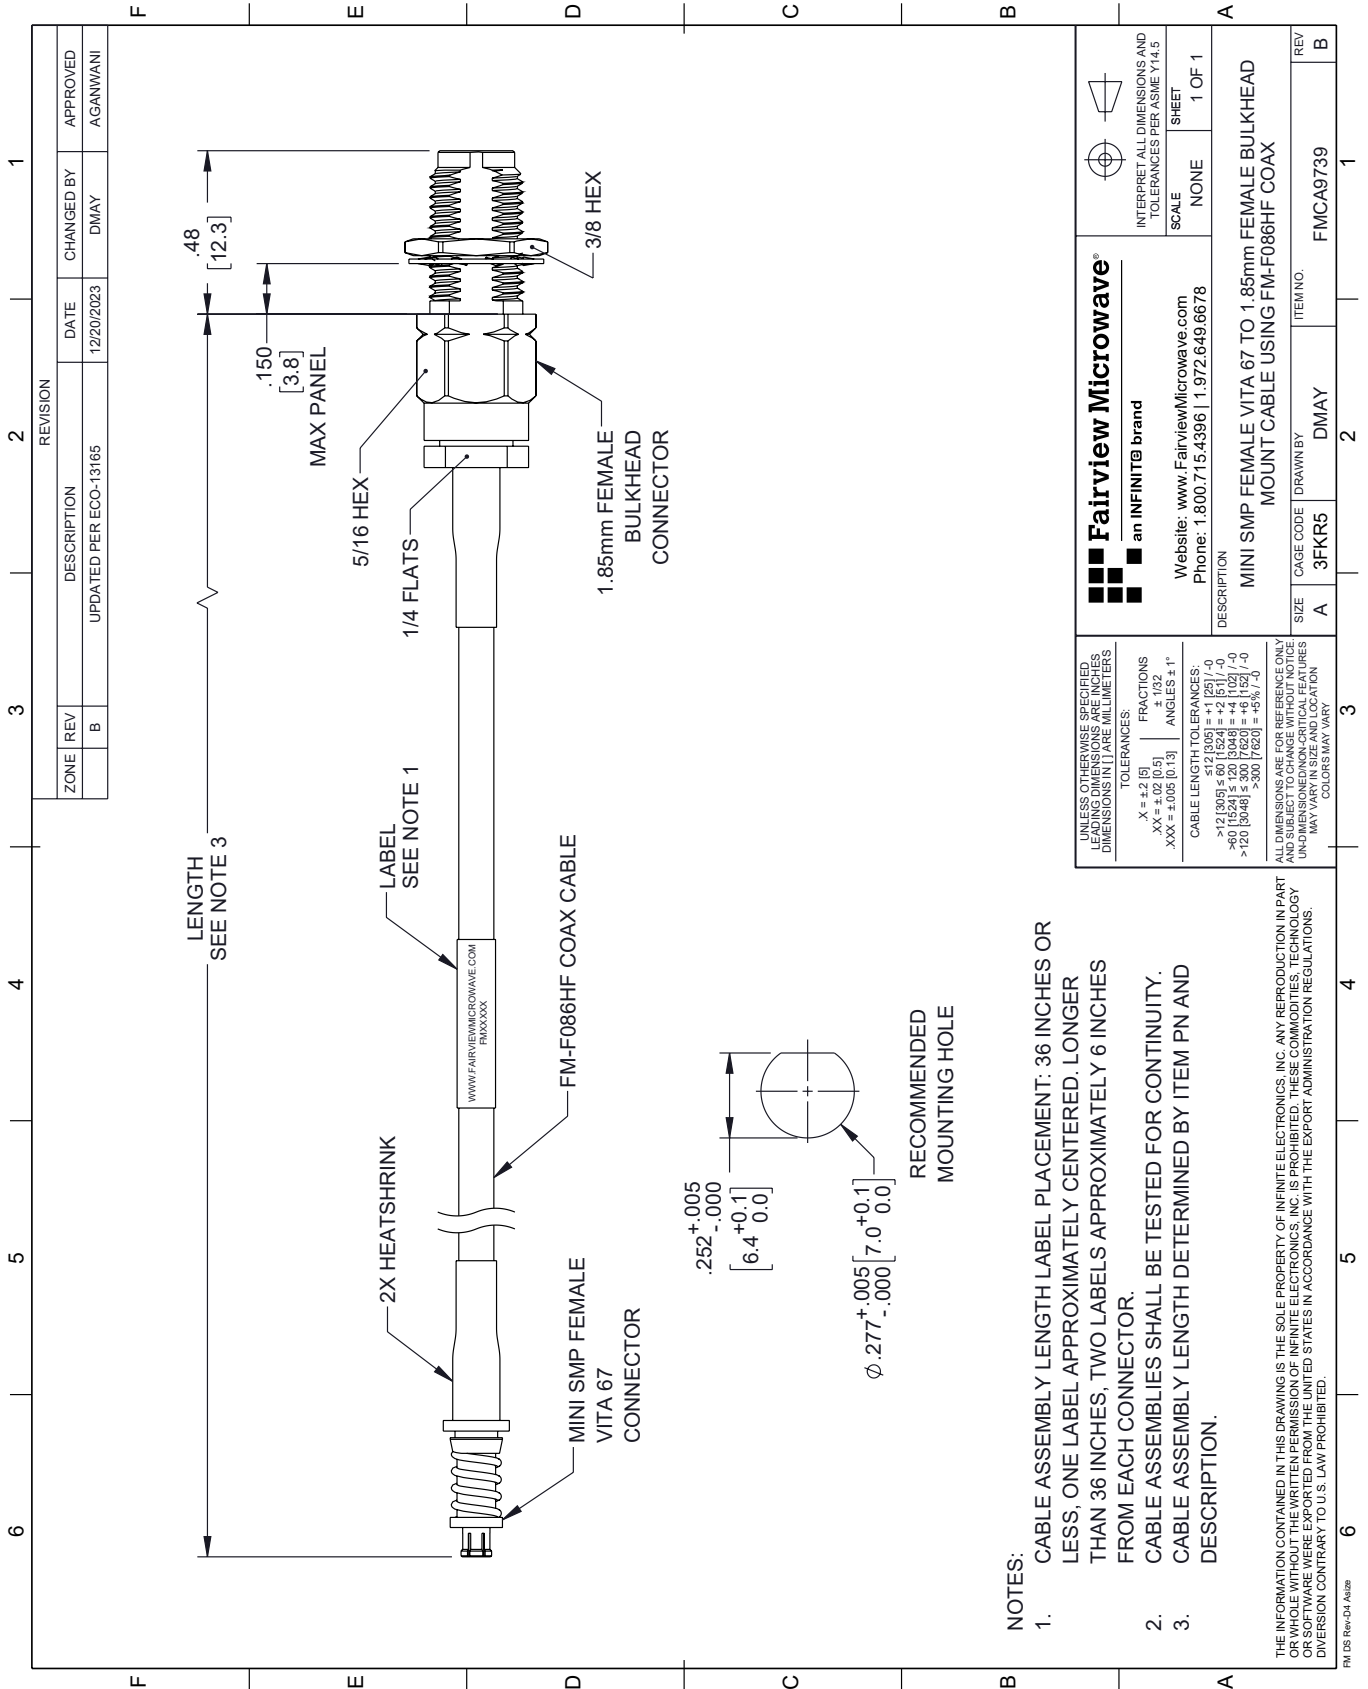 6
5
4
3
2
1
F
E
D
C
B
A
REVISION
ZONE REV DESCRIPTION DATE CHANGED BY APPROVED
B UPDATED PER ECO-13165 12/20/2023 DMAY AGANWANI
LENGTH
SEE NOTE 3
.48
[12.3]
.150
[3.8]
MAX PANEL
5/16 HEX
1/4 FLATS
3/8 HEX
1.85mm FEMALE
BULKHEAD
CONNECTOR
LABEL
SEE NOTE 1
WWW.FAIRVIEWMICROWAVE.COM
FMXXXXX
2X HEATSHRINK
FM-F086HF COAX CABLE
MINI SMP FEMALE
VITA 67
CONNECTOR
.252 +.005 -.000
[6.4 +0.1 0.0]
Ø.277 +.005 -.000 [7.0 +0.1 0.0]
RECOMMENDED
MOUNTING HOLE
NOTES:
1. CABLE ASSEMBLY LENGTH LABEL PLACEMENT: 36 INCHES OR
LESS, ONE LABEL APPROXIMATELY CENTERED. LONGER
THAN 36 INCHES, TWO LABELS APPROXIMATELY 6 INCHES
FROM EACH CONNECTOR.
2. CABLE ASSEMBLIES SHALL BE TESTED FOR CONTINUITY.
3. CABLE ASSEMBLY LENGTH DETERMINED BY ITEM PN AND
DESCRIPTION.
THE INFORMATION CONTAINED IN THIS DRAWING IS THE SOLE PROPERTY OF INFINITE ELECTRONICS, INC. ANY REPRODUCTION IN PART
OR WHOLE WITHOUT THE WRITTEN PERMISSION OF INFINITE ELECTRONICS, INC. IS PROHIBITED. THESE COMMODITIES, TECHNOLOGY
OR SOFTWARE WERE EXPORTED FROM THE UNITED STATES IN ACCORDANCE WITH THE EXPORT ADMINISTRATION REGULATIONS.
DIVERSION CONTRARY TO U.S. LAW PROHIBITED.
UNLESS OTHERWISE SPECIFIED
LEADING DIMENSIONS ARE INCHES
DIMENSIONS IN [ ] ARE MILLIMETERS
TOLERANCES:
.X = ±.2 [5] FRACTIONS
.XX = ±.02 [0.5] ± 1/32
.XXX = ±.005 [0.13] ANGLES ± 1°
CABLE LENGTH TOLERANCES:
≤12 [305] = +1 [25] / -0
>12 [305] ≤ 60 [1524] = +2 [51] / -0
>60 [1524] ≤ 120 [3048] = +4 [102] / -0
>120 [3048] ≤ 300 [7620] = +6 [152] / -0
>300 [7620] = +5% / -0
ALL DIMENSIONS ARE FOR REFERENCE ONLY
AND SUBJECT TO CHANGE WITHOUT NOTICE.
UN-DIMENSIONED/NON-CRITICAL FEATURES
MAY VARY IN SIZE AND LOCATION
COLORS MAY VARY
Fairview Microwave®
an INFINIT@ brand
Website: www.FairviewMicrowave.com
Phone: 1.800.715.4396 | 1.972.649.6678
INTERPRET ALL DIMENSIONS AND
TOLERANCES PER ASME Y14.5
SCALE NONE
SHEET 1 OF 1
DESCRIPTION
MINI SMP FEMALE VITA 67 TO 1.85mm FEMALE BULKHEAD
MOUNT CABLE USING FM-F086HF COAX
SIZE A
CAGE CODE 3FKR5
DRAWN BY DMAY
ITEM NO. FMCA9739
REV B
F
E
D
C
B
A
6
5
4
3
2
1
FM DS Rev-D4 Asize